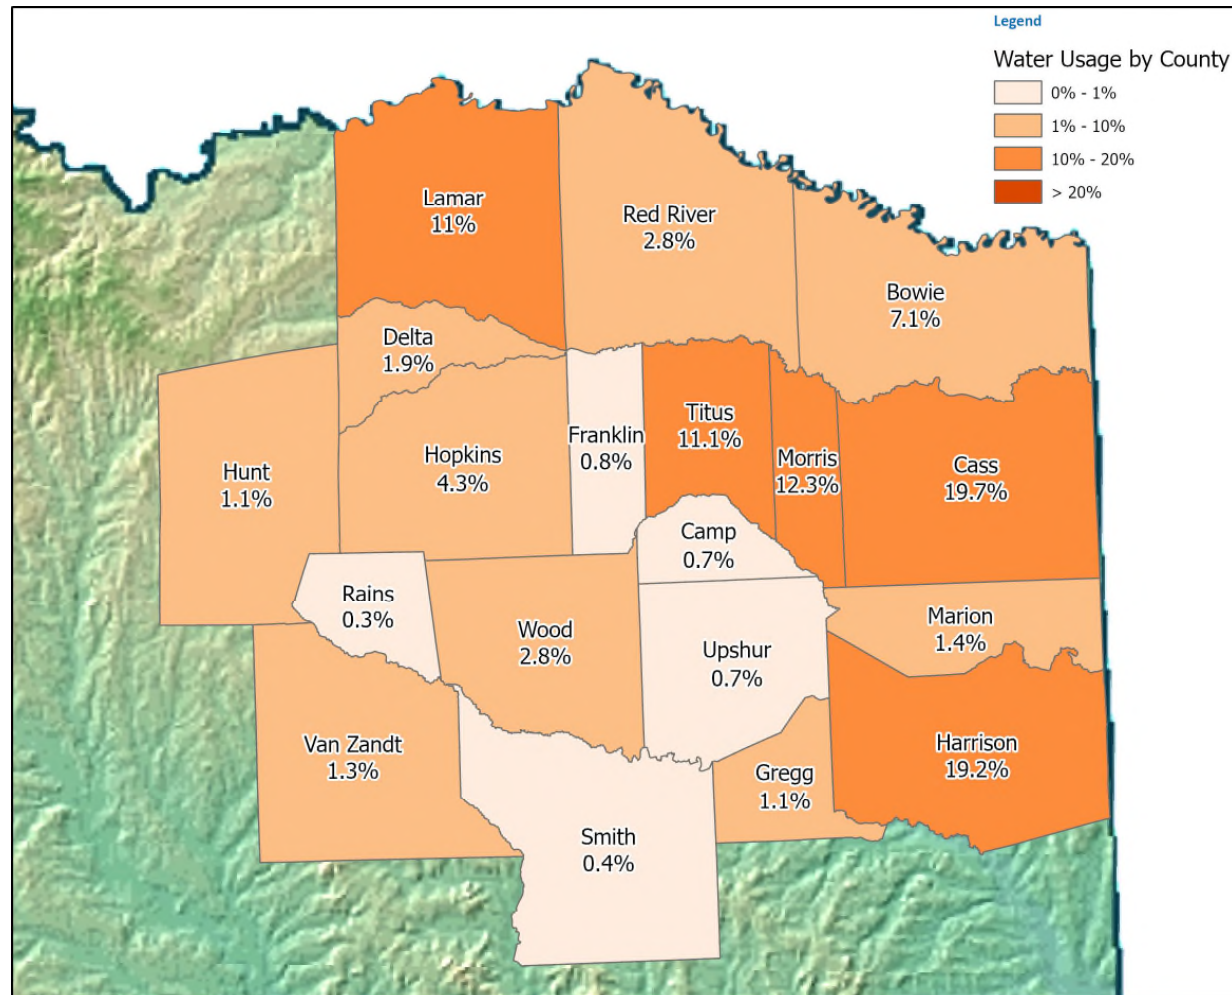 Legend
Water Usage by County
0% - 1%
1% - 10%
10% - 20%
> 20%
Lamar
11%
Red River
2.8%
Bowie
7.1%
Delta
1.9%
Hunt
1.1%
Hopkins
4.3%
Franklin
0.8%
Titus
11.1%
Morris
12.3%
Cass
19.7%
Camp
0.7%
Rains
0.3%
Wood
2.8%
Upshur
0.7%
Marion
1.4%
Van Zandt
1.3%
Smith
0.4%
Gregg
1.1%
Harrison
19.2%